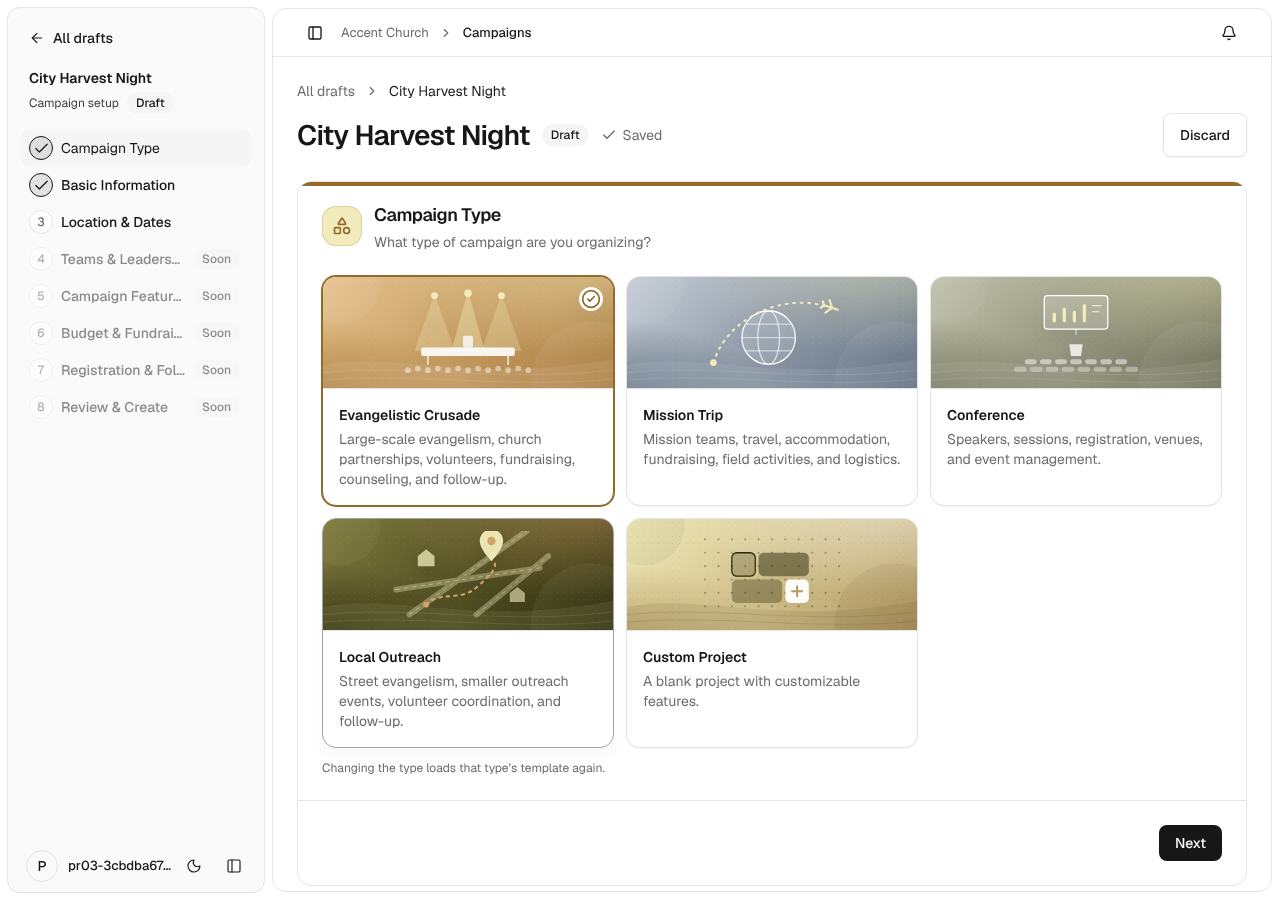 All drafts
City Harvest Night
Campaign setup Draft
Campaign Type
Basic Information
3 Location & Dates
4 Teams & Leaders... Soon
5 Campaign Featur... Soon
6 Budget & Fundrai... Soon
7 Registration & Fol... Soon
8 Review & Create Soon
P pr03-3cbdba67...
Accent Church > Campaigns
All drafts > City Harvest Night
City Harvest Night Draft Saved
Discard
Campaign Type
What type of campaign are you organizing?
Evangelistic Crusade
Large-scale evangelism, church
partnerships, volunteers, fundraising,
counseling, and follow-up.
Mission Trip
Mission teams, travel, accommodation,
fundraising, field activities, and logistics.
Conference
Speakers, sessions, registration, venues,
and event management.
Local Outreach
Street evangelism, smaller outreach
events, volunteer coordination, and
follow-up.
Custom Project
A blank project with customizable
features.
Changing the type loads that type's template again.
Next